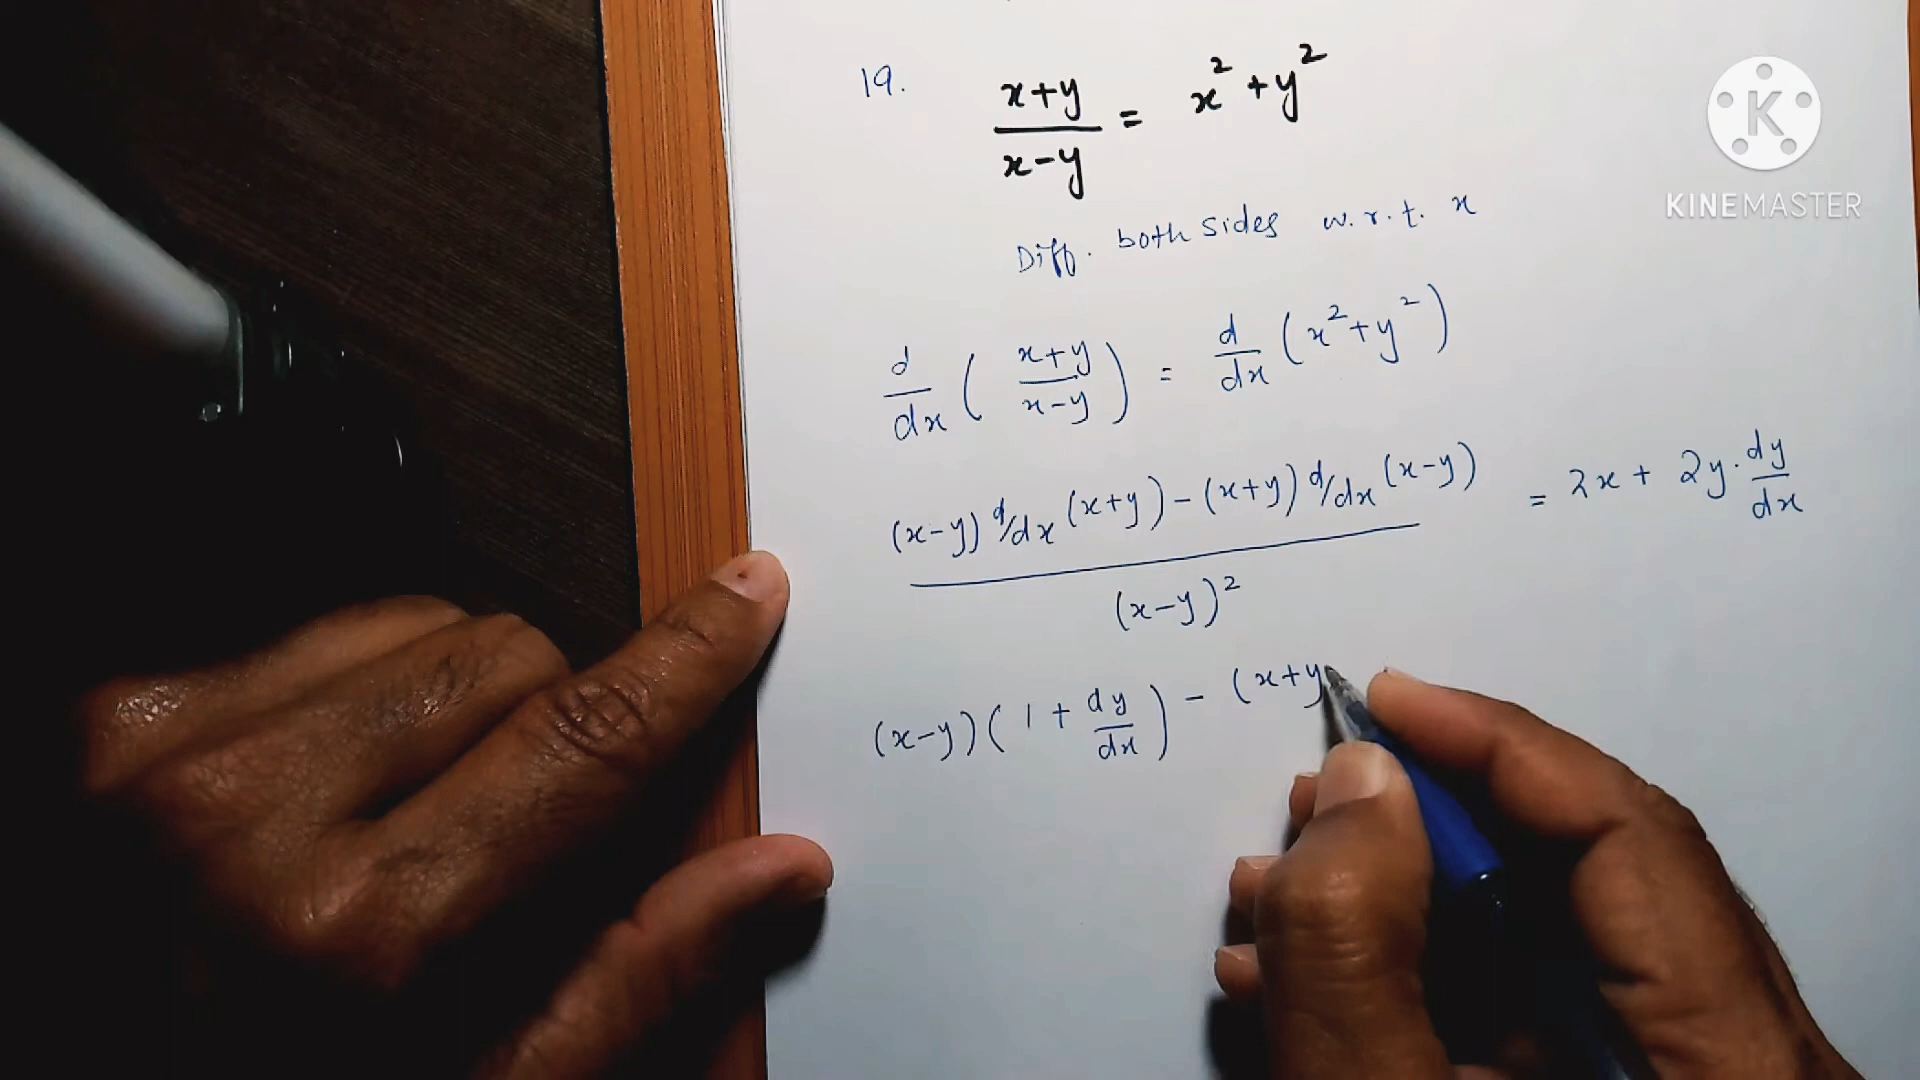 19. x+y/x-y = x² + y²
Diff. both sides w.r.t. x
d/dx (x+y/x-y) = d/dx (x² + y²)
(x-y) d/dx (x+y) - (x+y) d/dx (x-y) / (x-y)² = 2x + 2y · dy/dx
(x-y) (1 + dy/dx) - (x+y
K
KINEMASTER